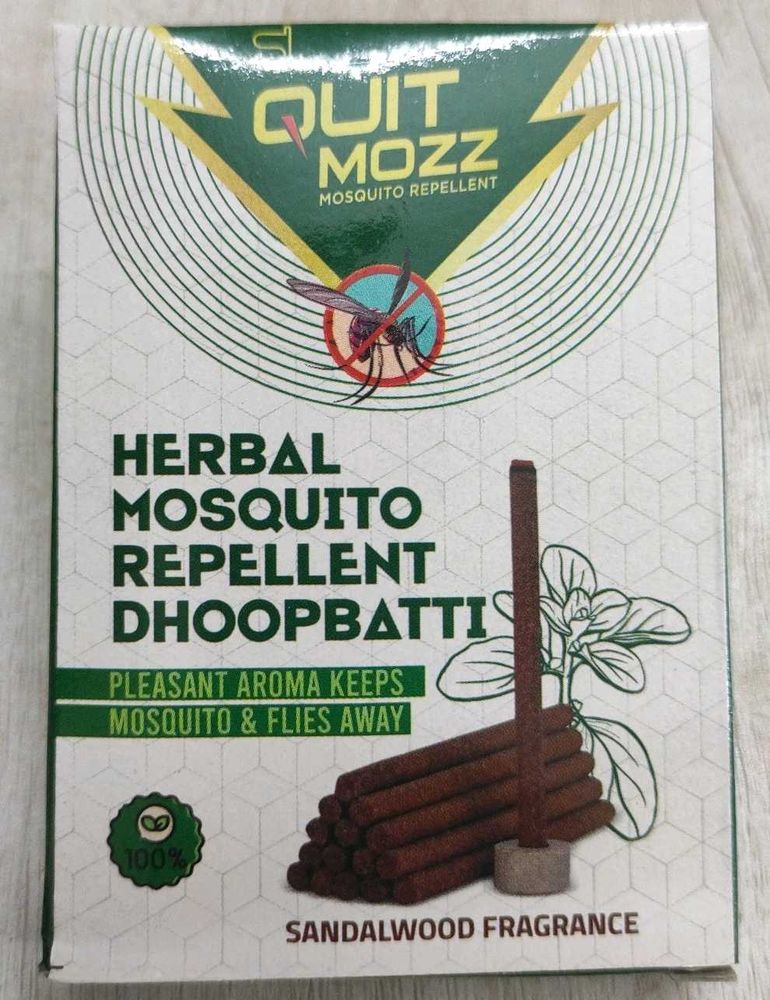 QUIT
MOZZ
MOSQUITO REPELLENT
HERBAL
MOSQUITO
REPELLENT
DHOOPBATTI
PLEASANT AROMA KEEPS
MOSQUITO & FLIES AWAY
100%
SANDALWOOD FRAGRANCE